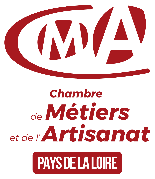 CMA
Chambre
de Métiers
et de l'Artisanat
PAYS DE LA LOIRE